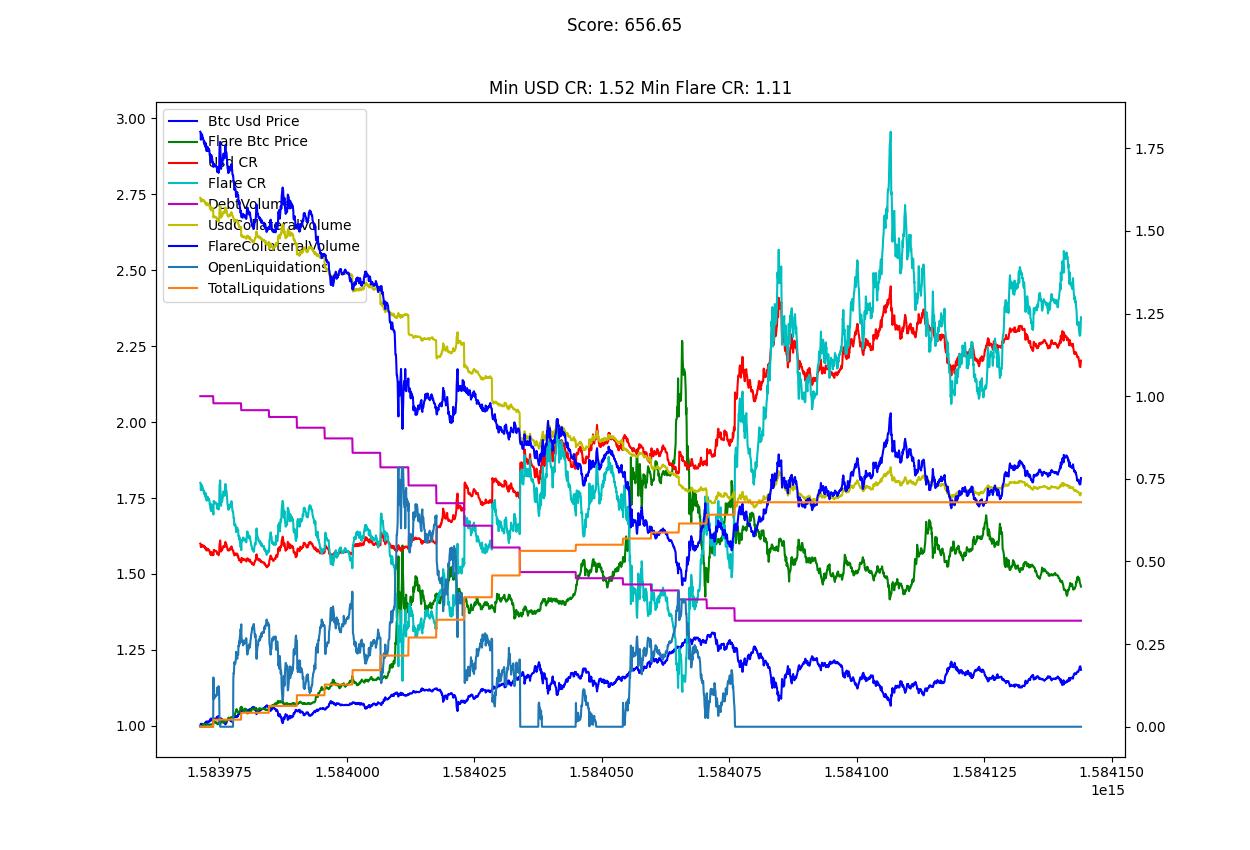 Score: 656.65
Min USD CR: 1.52 Min Flare CR: 1.11
Btc Usd Price
Flare Btc Price
Usd CR
Flare CR
DebtVolume
UsdCollateralVolume
FlareCollateralVolume
OpenLiquidations
TotalLiquidations
3.00
2.75
2.50
2.25
2.00
1.75
1.50
1.25
1.00
1.75
1.50
1.25
1.00
0.75
0.50
0.25
0.00
1.583975 1.584000 1.584025 1.584050 1.584075 1.584100 1.584125 1.584150
1e15